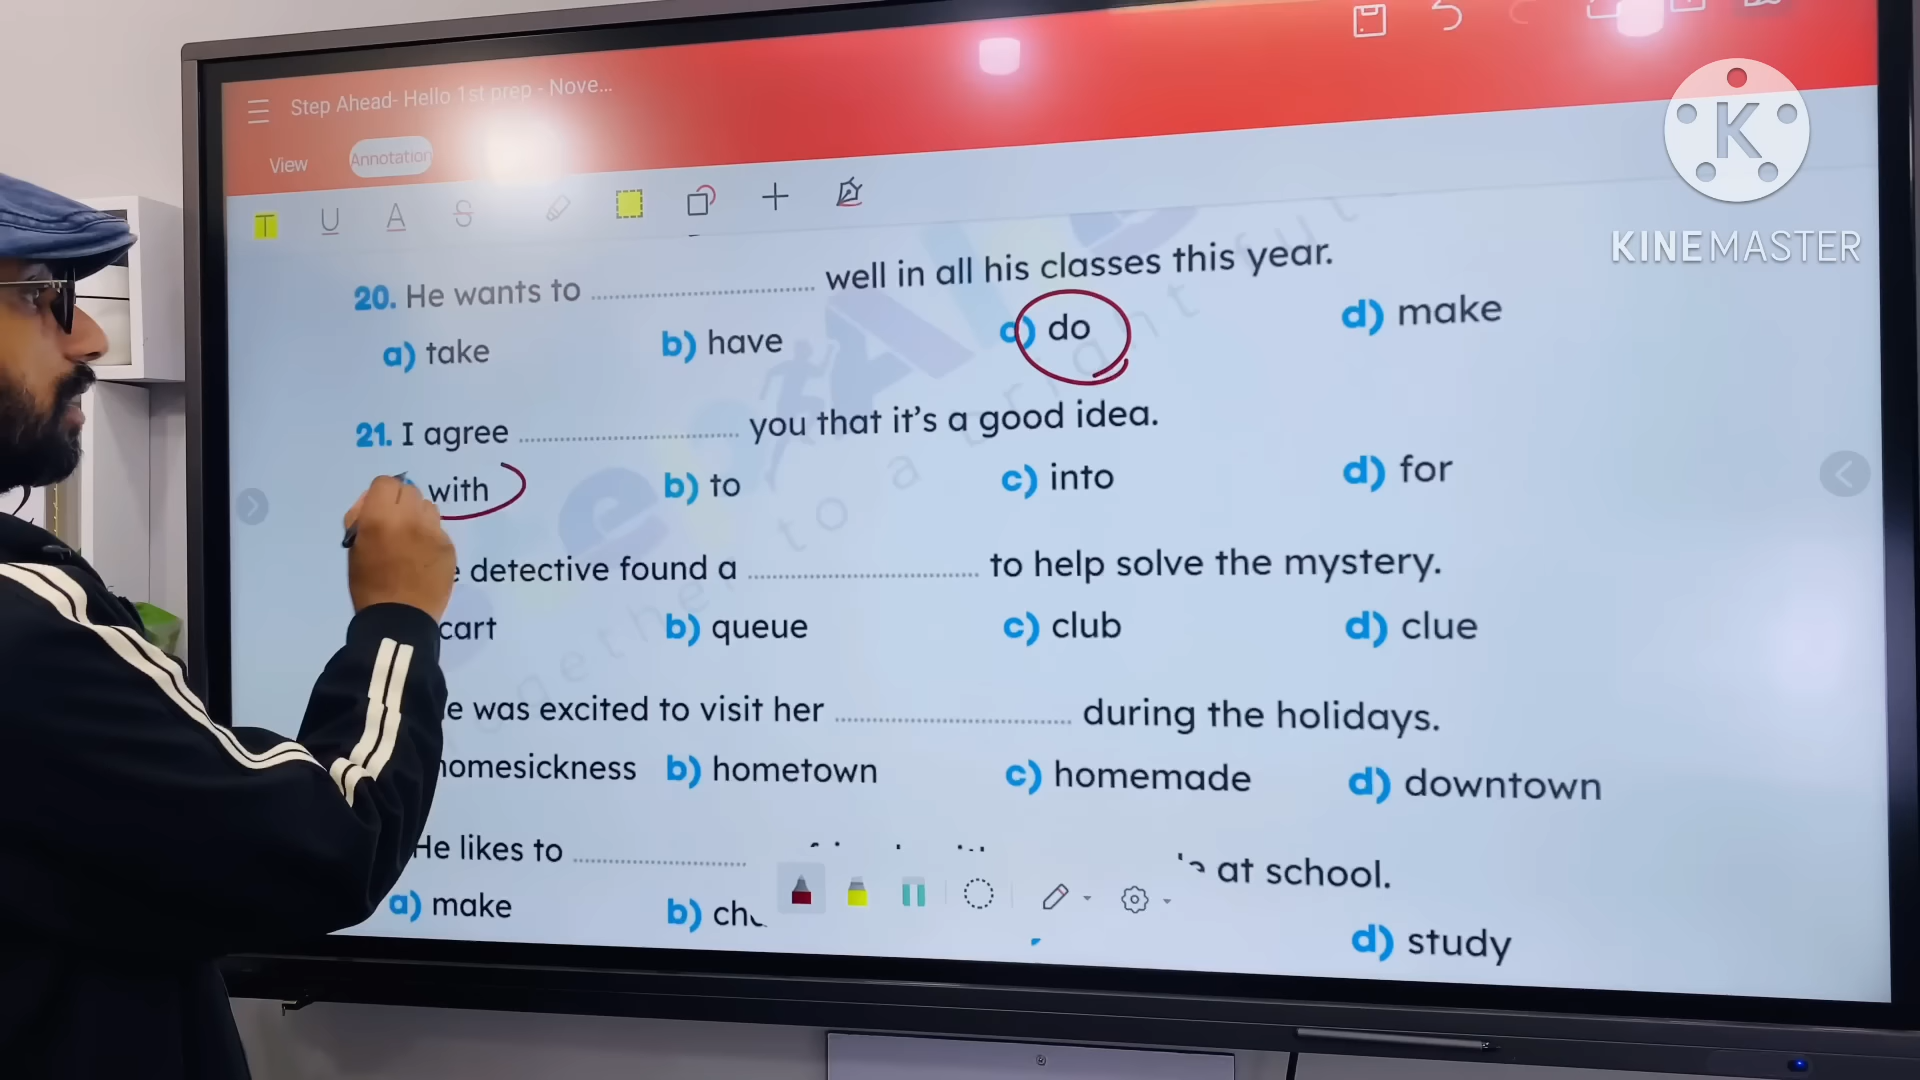 Step Ahead- Hello 1st prep - Nove...
View
Annotation
K
KINEMASTER
20. He wants to .......... well in all his classes this year.
a) take b) have c) do d) make
21. I agree .......... you that it's a good idea.
with b) to c) into d) for
detective found a .......... to help solve the mystery.
cart b) queue c) club d) clue
was excited to visit her .......... during the holidays.
homesickness b) hometown c) homemade d) downtown
He likes to .......... at school.
a) make b) d) study